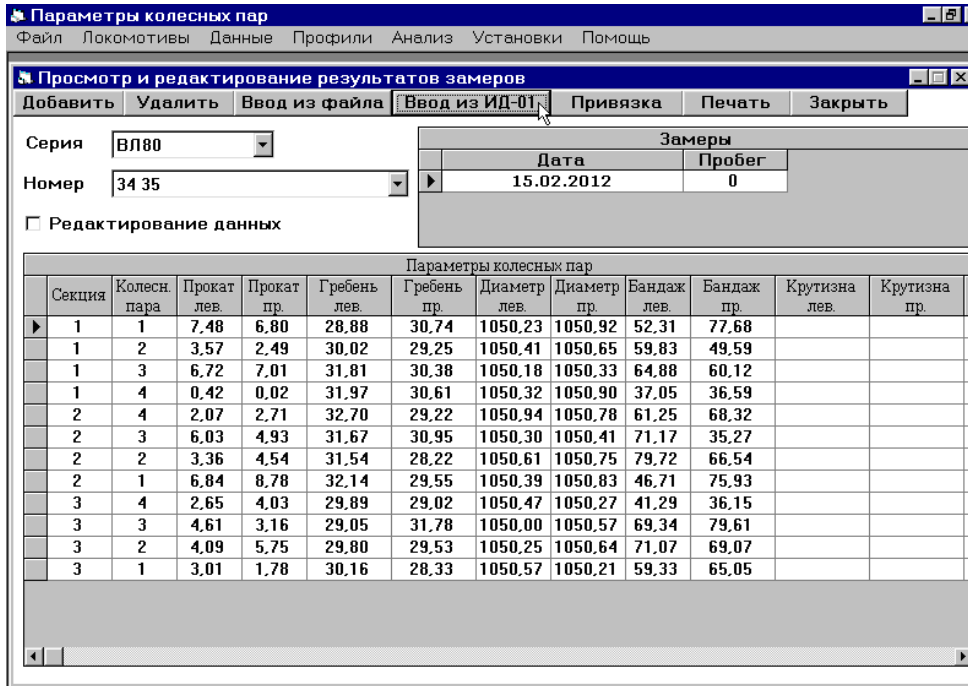 Параметры колесных пар
Файл Локомотивы Данные Профили Анализ Установки Помощь
Просмотр и редактирование результатов замеров
Добавить Удалить Ввод из файла Ввод из ИД-01 Привязка Печать Закрыть
Серия ВЛ80
Замеры
Дата Пробег
Номер 34 35
15.02.2012 0
Редактирование данных
Параметры колесных пар
Секция Колесн. пара Прокат лев. Прокат пр. Гребень лев. Гребень пр. Диаметр лев. Диаметр пр. Бандаж лев. Бандаж пр. Крутизна лев. Крутизна пр.
1 1 7,48 6,80 28,88 30,74 1050,23 1050,92 52,31 77,68
1 2 3,57 2,49 30,02 29,25 1050,41 1050,65 59,83 49,59
1 3 6,72 7,01 31,81 30,38 1050,18 1050,33 64,88 60,12
1 4 0,42 0,02 31,97 30,61 1050,32 1050,90 37,05 36,59
2 4 2,07 2,71 32,70 29,22 1050,94 1050,78 61,25 68,32
2 3 6,03 4,93 31,67 30,95 1050,30 1050,41 71,17 35,27
2 2 3,36 4,54 31,54 28,22 1050,61 1050,75 79,72 66,54
2 1 6,84 8,78 32,14 29,55 1050,39 1050,83 46,71 75,93
3 4 2,65 4,03 29,89 29,02 1050,47 1050,27 41,29 36,15
3 3 4,61 3,16 29,05 31,78 1050,00 1050,57 69,34 79,61
3 2 4,09 5,75 29,80 29,53 1050,25 1050,64 71,07 69,07
3 1 3,01 1,78 30,16 28,33 1050,57 1050,21 59,33 65,05